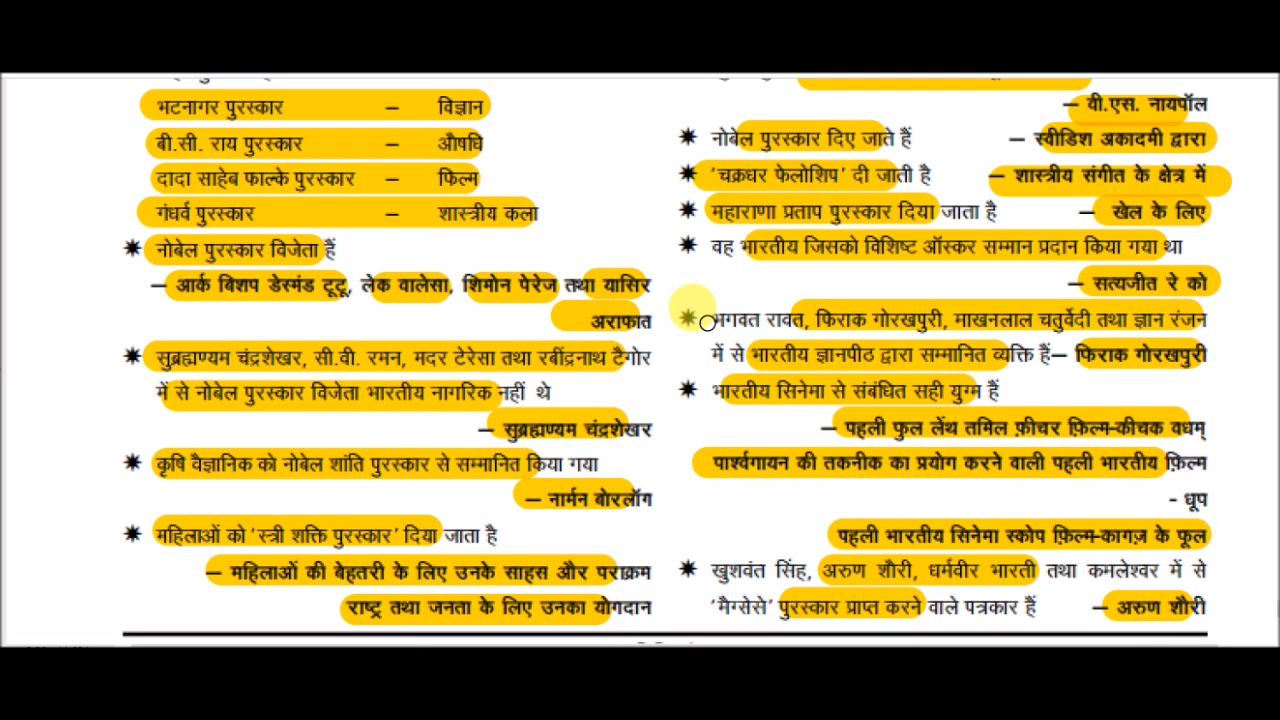 भटनागर पुरस्कार – विज्ञान
बी.सी. राय पुरस्कार – औषधि
दादा साहेब फाल्के पुरस्कार – फिल्म
गंधर्व पुरस्कार – शास्त्रीय कला
✷ नोबेल पुरस्कार विजेता हैं
– आर्क बिशप डेस्मंड टूटू, लेक वालेसा, शिमोन पेरेज तथा यासिर
अराफात
✷ सुब्रह्मण्यम चंद्रशेखर, सी.वी. रमन, मदर टेरेसा तथा रबींद्रनाथ टैगोर
में से नोबेल पुरस्कार विजेता भारतीय नागरिक नहीं थे
– सुब्रह्मण्यम चंद्रशेखर
✷ कृषि वैज्ञानिक को नोबेल शांति पुरस्कार से सम्मानित किया गया
– नार्मन बोरलॉग
✷ महिलाओं को 'स्त्री शक्ति पुरस्कार' दिया जाता है
– महिलाओं की बेहतरी के लिए उनके साहस और पराक्रम
राष्ट्र तथा जनता के लिए उनका योगदान
– वी.एस. नायपॉल
✷ नोबेल पुरस्कार दिए जाते हैं – स्वीडिश अकादमी द्वारा
✷ 'चक्रधर फेलोशिप' दी जाती है – शास्त्रीय संगीत के क्षेत्र में
✷ महाराणा प्रताप पुरस्कार दिया जाता है – खेल के लिए
✷ वह भारतीय जिसको विशिष्ट ऑस्कर सम्मान प्रदान किया गया था
– सत्यजीत रे को
✷ भगवत रावत, फिराक गोरखपुरी, माखनलाल चतुर्वेदी तथा ज्ञान रंजन
में से भारतीय ज्ञानपीठ द्वारा सम्मानित व्यक्ति हैं– फिराक गोरखपुरी
✷ भारतीय सिनेमा से संबंधित सही युग्म हैं
– पहली फुल लेंथ तमिल फ़ीचर फ़िल्म-कीचक वधम्
पार्श्वगायन की तकनीक का प्रयोग करने वाली पहली भारतीय फ़िल्म
- धूप
पहली भारतीय सिनेमा स्कोप फ़िल्म-कागज़ के फूल
✷ खुशवंत सिंह, अरुण शौरी, धर्मवीर भारती तथा कमलेश्वर में से
'मैग्सेसे' पुरस्कार प्राप्त करने वाले पत्रकार हैं – अरुण शौरी